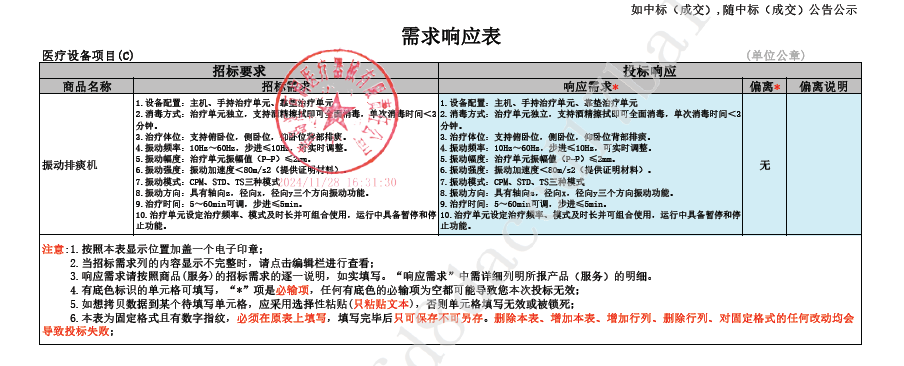 如中标（成交）,随中标（成交）公告公示
需求响应表
医疗设备项目(C)
(单位公章)
招标要求 投标响应
商品名称 招标需求 响应需求* 偏离* 偏离说明
振动排痰机
1.设备配置：主机、手持治疗单元、靠垫治疗单元
2.消毒方式：治疗单元独立，支持酒精擦拭即可全面消毒，单次消毒时间<3
分钟。
3.治疗体位：支持俯卧位，侧卧位，仰卧位背部排痰。
4.振动频率：10Hz~60Hz，步进≤10Hz，可实时调整。
5.振动幅度：治疗单元振幅值（P-P）≤2mm。
6.振动强度：振动加速度<80m/s2（提供证明材料）。
7.振动模式：CPM、STD、TS三种模式
8.振动方向：具有轴向z，径向x，径向y三个方向振动功能。
9.治疗时间：5~60min可调，步进≤5min。
10.治疗单元设定治疗频率、模式及时长并可组合使用，运行中具备暂停和停
止功能。
1.设备配置：主机、手持治疗单元、靠垫治疗单元
2.消毒方式：治疗单元独立，支持酒精擦拭即可全面消毒，单次消毒时间<3
分钟。
3.治疗体位：支持俯卧位，侧卧位，仰卧位背部排痰。
4.振动频率：10Hz~60Hz，步进≤10Hz，可实时调整。
5.振动幅度：治疗单元振幅值（P-P）≤2mm。
6.振动强度：振动加速度<80m/s2（提供证明材料）。
7.振动模式：CPM、STD、TS三种模式
8.振动方向：具有轴向z，径向x，径向y三个方向振动功能。
9.治疗时间：5~60min可调，步进≤5min。
10.治疗单元设定治疗频率、模式及时长并可组合使用，运行中具备暂停和停
止功能。
无
2024/11/28 16:31:30
注意:1.按照本表显示位置加盖一个电子印章;
2.当招标需求列的内容显示不完整时，请点击编辑栏进行查看;
3.响应需求请按照商品(服务)的招标需求的逐一说明，如实填写。“响应需求”中需详细列明所报产品（服务）的明细。
4.有底色标识的单元格可填写，“*”项是必输项，任何有底色的必输项为空都可能导致您本次投标无效;
5.如想拷贝数据到某个待填写单元格，应采用选择性粘贴(只粘贴文本)，否则单元格填写无效或被锁死;
6.本表为固定格式且有数字指纹，必须在原表上填写，填写完毕后只可保存不可另存。删除本表、增加本表、增加行列、删除行列、对固定格式的任何改动均会
导致投标失败;